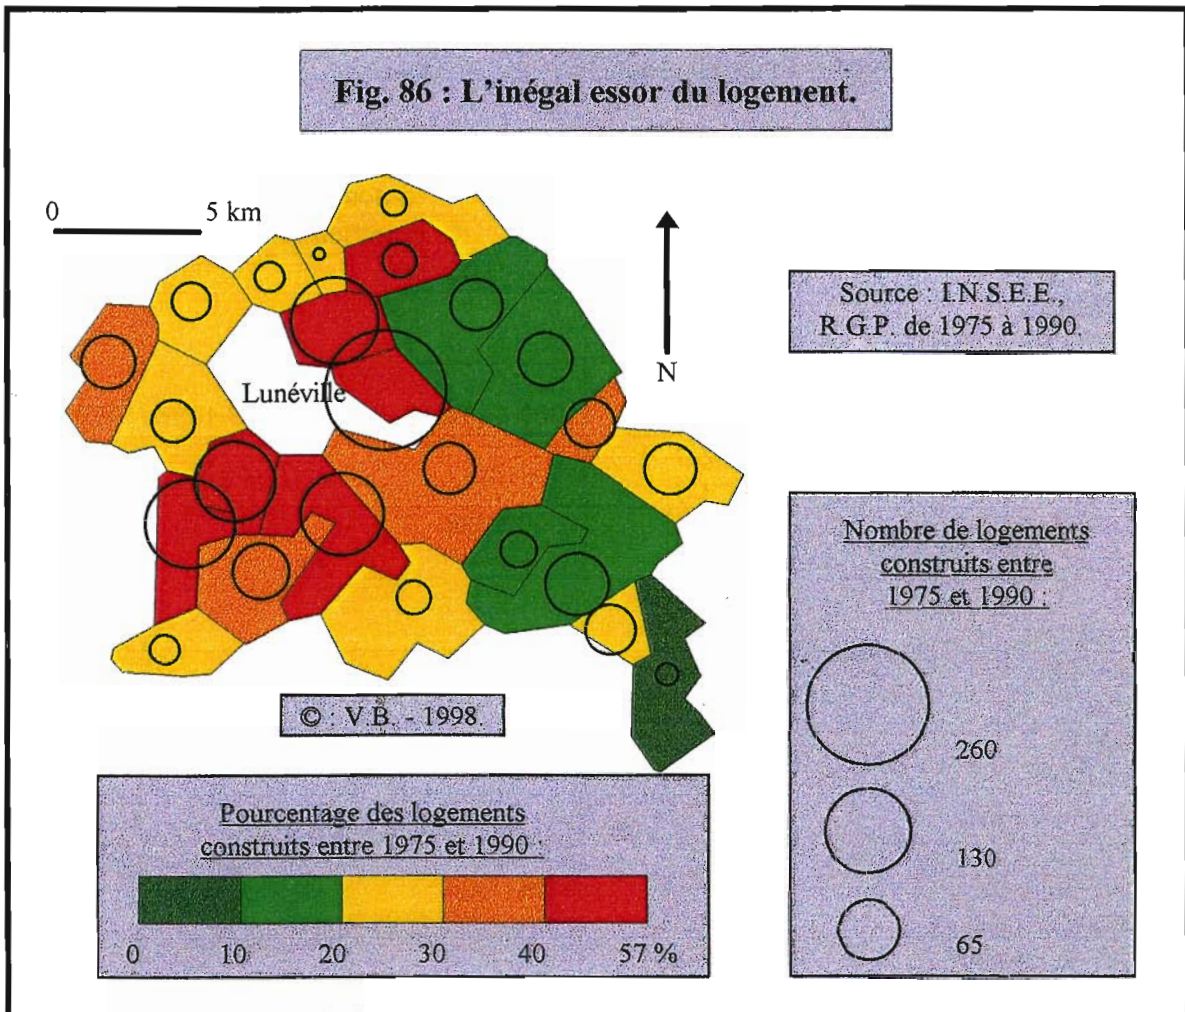 Fig. 86 : L'inégal essor du logement.
0 5 km
N
Source : I.N.S.E.E.,
R.G.P. de 1975 à 1990.
Lunéville
Nombre de logements
construits entre
1975 et 1990 :
260
130
65
© : V.B. - 1998.
Pourcentage des logements
construits entre 1975 et 1990 :
0 10 20 30 40 57 %